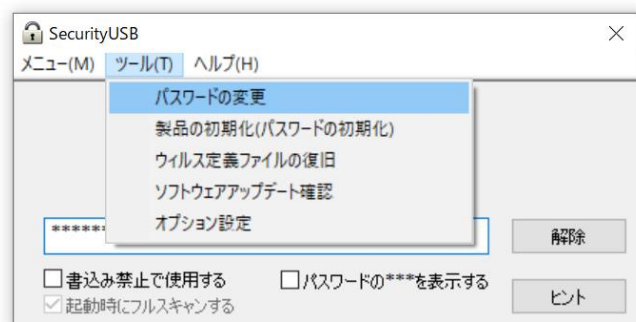 SecurityUSB
メニュー(M) ツール(T) ヘルプ(H)
パスワードの変更
製品の初期化(パスワードの初期化)
ウィルス定義ファイルの復旧
ソフトウェアアップデート確認
オプション設定
******
解除
書込み禁止で使用する
パスワードの***を表示する
起動時にフルスキャンする
ヒント